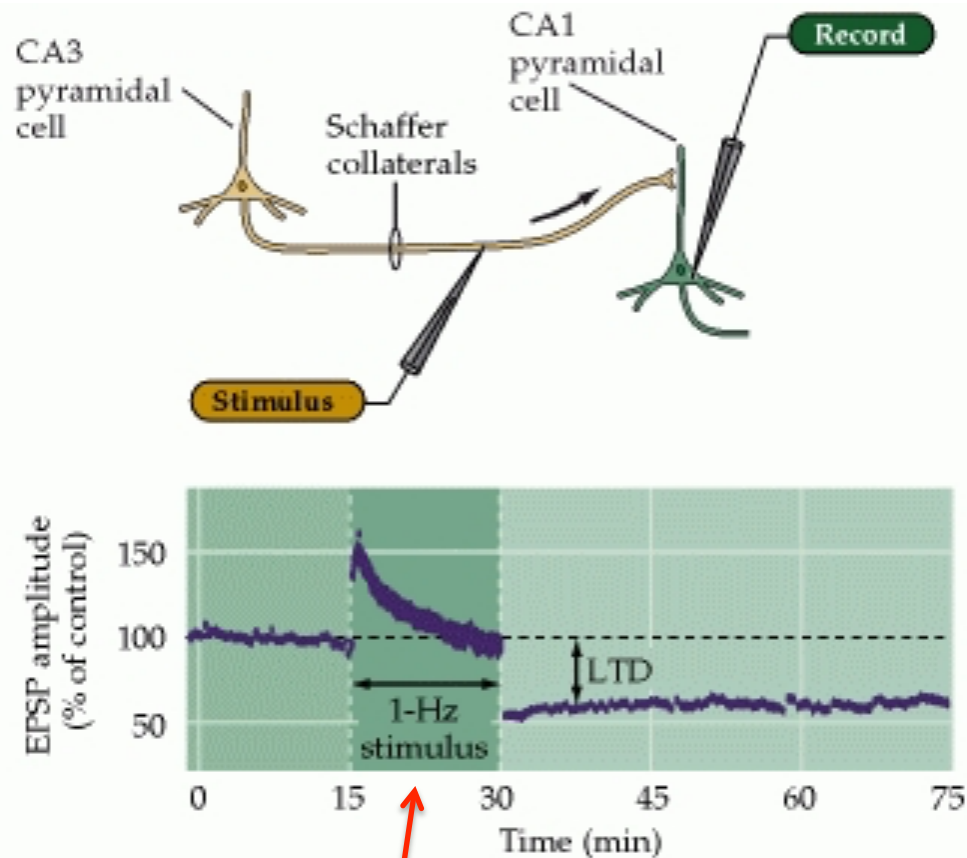 CA3
pyramidal
cell
Schaffer
collaterals
CA1
pyramidal
cell
Record
Stimulus
EPSP amplitude
(% of control)
150
100
50
LTD
1-Hz
stimulus
0 15 30 45 60 75
Time (min)